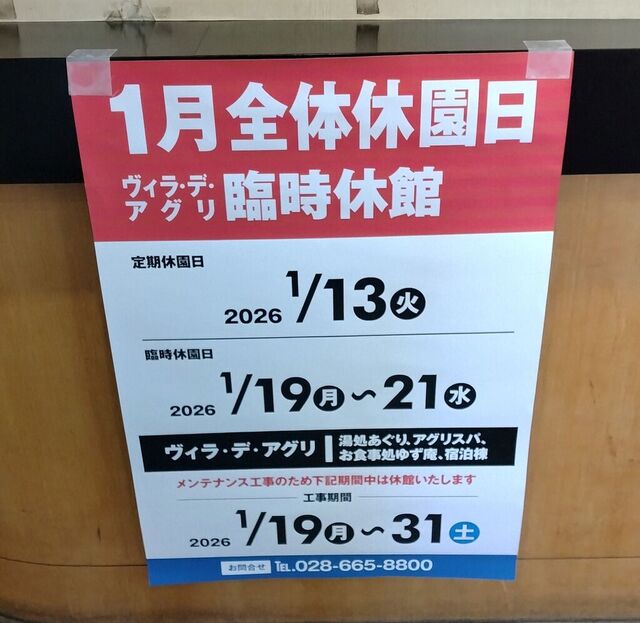 1月全体休園日
ヴィラ・デ・アグリ 臨時休館
定期休園日
2026 1/13火
臨時休園日
2026 1/19月~21水
ヴィラ・デ・アグリ 湯処あぐり、アグリスパ、
お食事処ゆず庵、宿泊棟
メンテナンス工事のため下記期間中は休館いたします
工事期間
2026 1/19月~31土
お問合せ TEL.028-665-8800